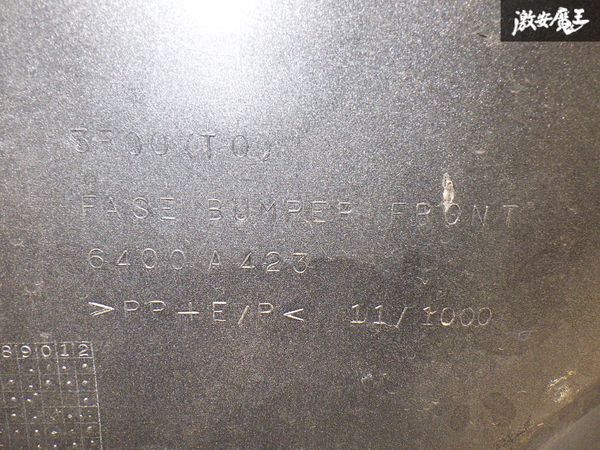 激安魔王
FASE BUMPER FRONT
6400A423
>PP+E/P< 11/1000
89012